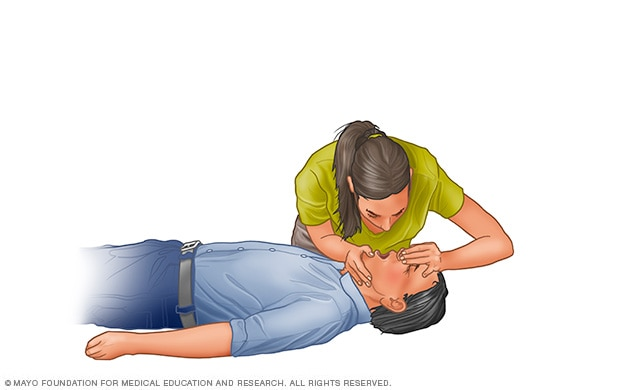 © MAYO FOUNDATION FOR MEDICAL EDUCATION AND RESEARCH. ALL RIGHTS RESERVED.